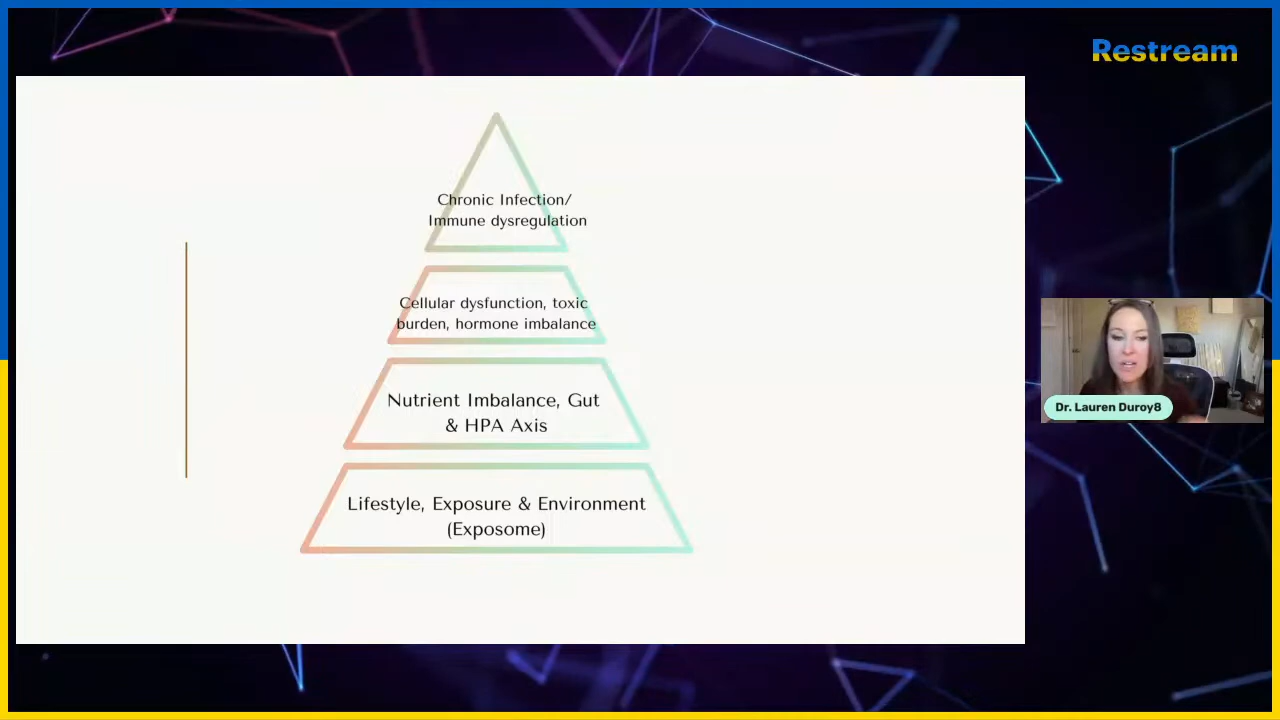 Restream
Chronic Infection/
Immune dysregulation
Cellular dysfunction, toxic
burden, hormone imbalance
Nutrient Imbalance, Gut
& HPA Axis
Lifestyle, Exposure & Environment
(Exposome)
Dr. Lauren Duroy8